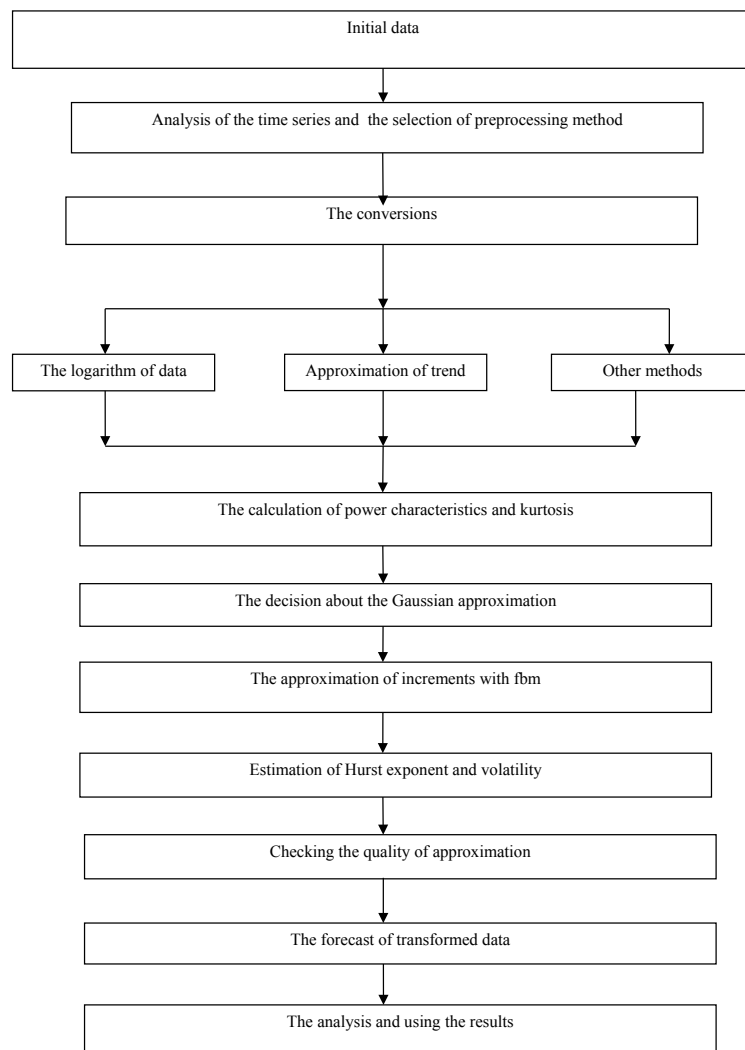 Initial data
Analysis of the time series and the selection of preprocessing method
The conversions
The logarithm of data
Approximation of trend
Other methods
The calculation of power characteristics and kurtosis
The decision about the Gaussian approximation
The approximation of increments with fbm
Estimation of Hurst exponent and volatility
Checking the quality of approximation
The forecast of transformed data
The analysis and using the results